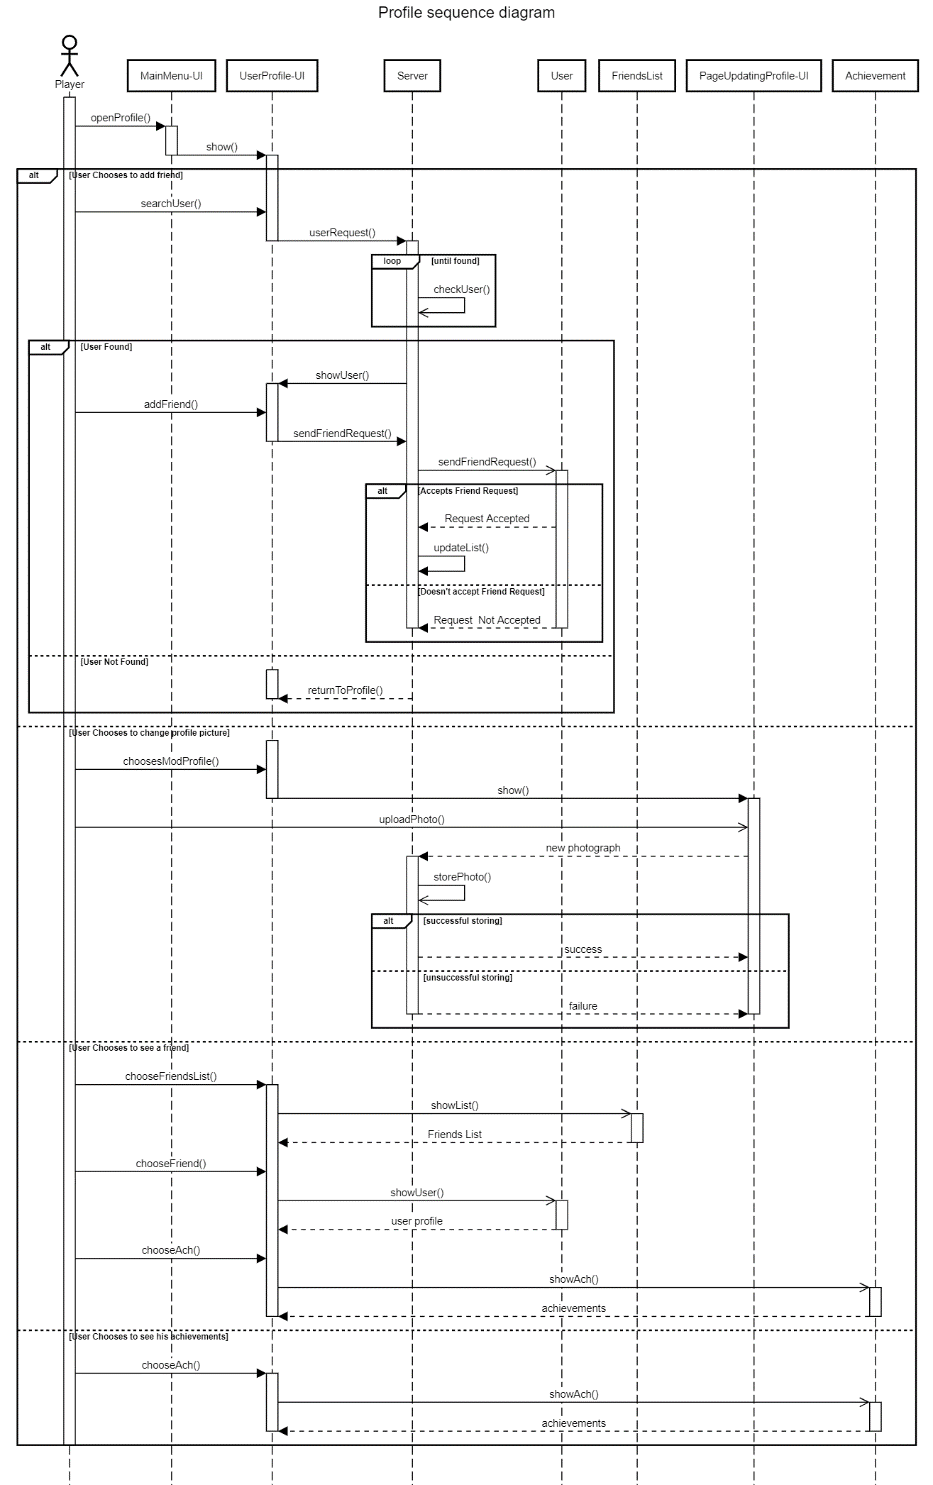 Profile sequence diagram
Player
MainMenu-UI
UserProfile-UI
Server
User
FriendsList
PageUpdatingProfile-UI
Achievement
openProfile()
show()
alt
[User Chooses to add friend]
searchUser()
userRequest()
loop
[until found]
checkUser()
alt
[User Found]
showUser()
addFriend()
sendFriendRequest()
sendFriendRequest()
alt
[Accepts Friend Request]
Request Accepted
updateList()
[Doesn't accept Friend Request]
Request  Not Accepted
[User Not Found]
returnToProfile()
[User Chooses to change profile picture]
choosesModProfile()
show()
uploadPhoto()
new photograph
storePhoto()
alt
[successful storing]
success
[unsuccessful storing]
failure
[User Chooses to see a friend]
chooseFriendsList()
showList()
Friends List
chooseFriend()
showUser()
user profile
chooseAch()
showAch()
achievements
[User Chooses to see his achievements]
chooseAch()
showAch()
achievements